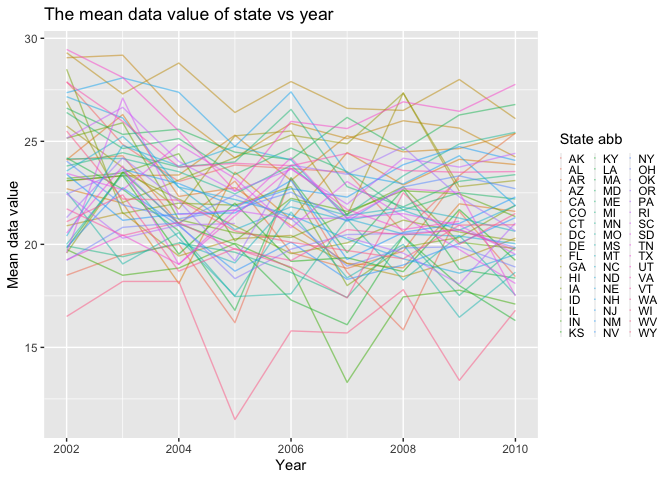 The mean data value of state vs year
30
25
20
15
Mean data value
2002
2004
2006
2008
2010
Year
State abb
AK KY NY
AL LA OH
AR MA OK
AZ MD OR
CA ME PA
CO MI RI
CT MN SC
DC MO SD
DE MS TN
FL MT TX
GA NC UT
HI ND VA
IA NE VT
ID NH WA
IL NJ WI
IN NM WV
KS NV WY